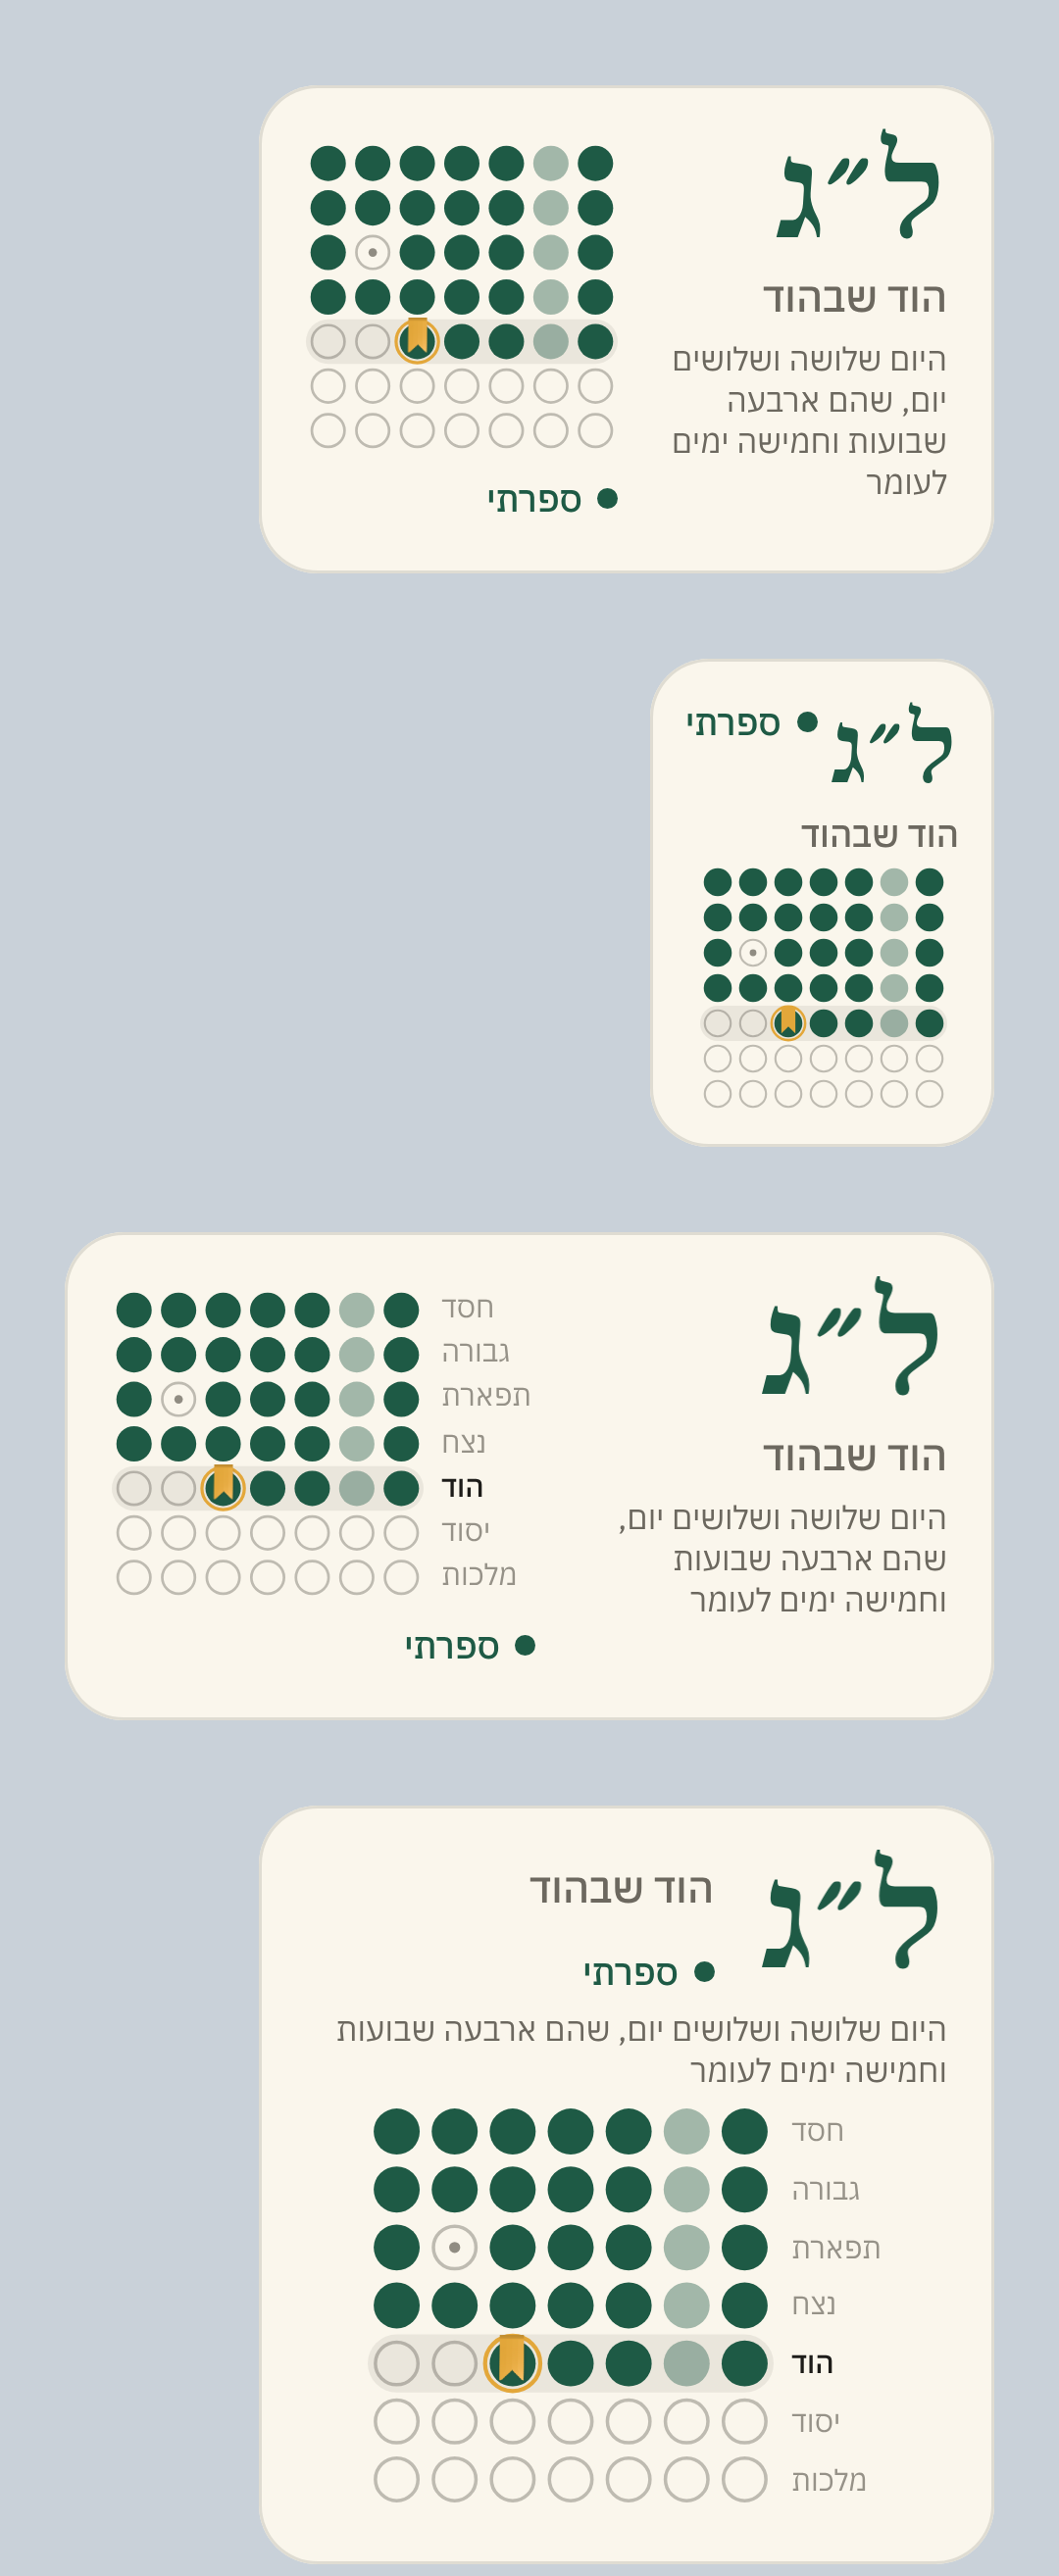 ל״ג
הוד שבהוד
היום שלושה ושלושים
יום, שהם ארבעה
שבועות וחמישה ימים
לעומר
ספרתי
ל״ג
ספרתי
הוד שבהוד
ל״ג
הוד שבהוד
היום שלושה ושלושים יום,
שהם ארבעה שבועות
וחמישה ימים לעומר
חסד
גבורה
תפארת
נצח
הוד
יסוד
מלכות
ספרתי
ל״ג
הוד שבהוד
ספרתי
היום שלושה ושלושים יום, שהם ארבעה שבועות
וחמישה ימים לעומר
חסד
גבורה
תפארת
נצח
הוד
יסוד
מלכות